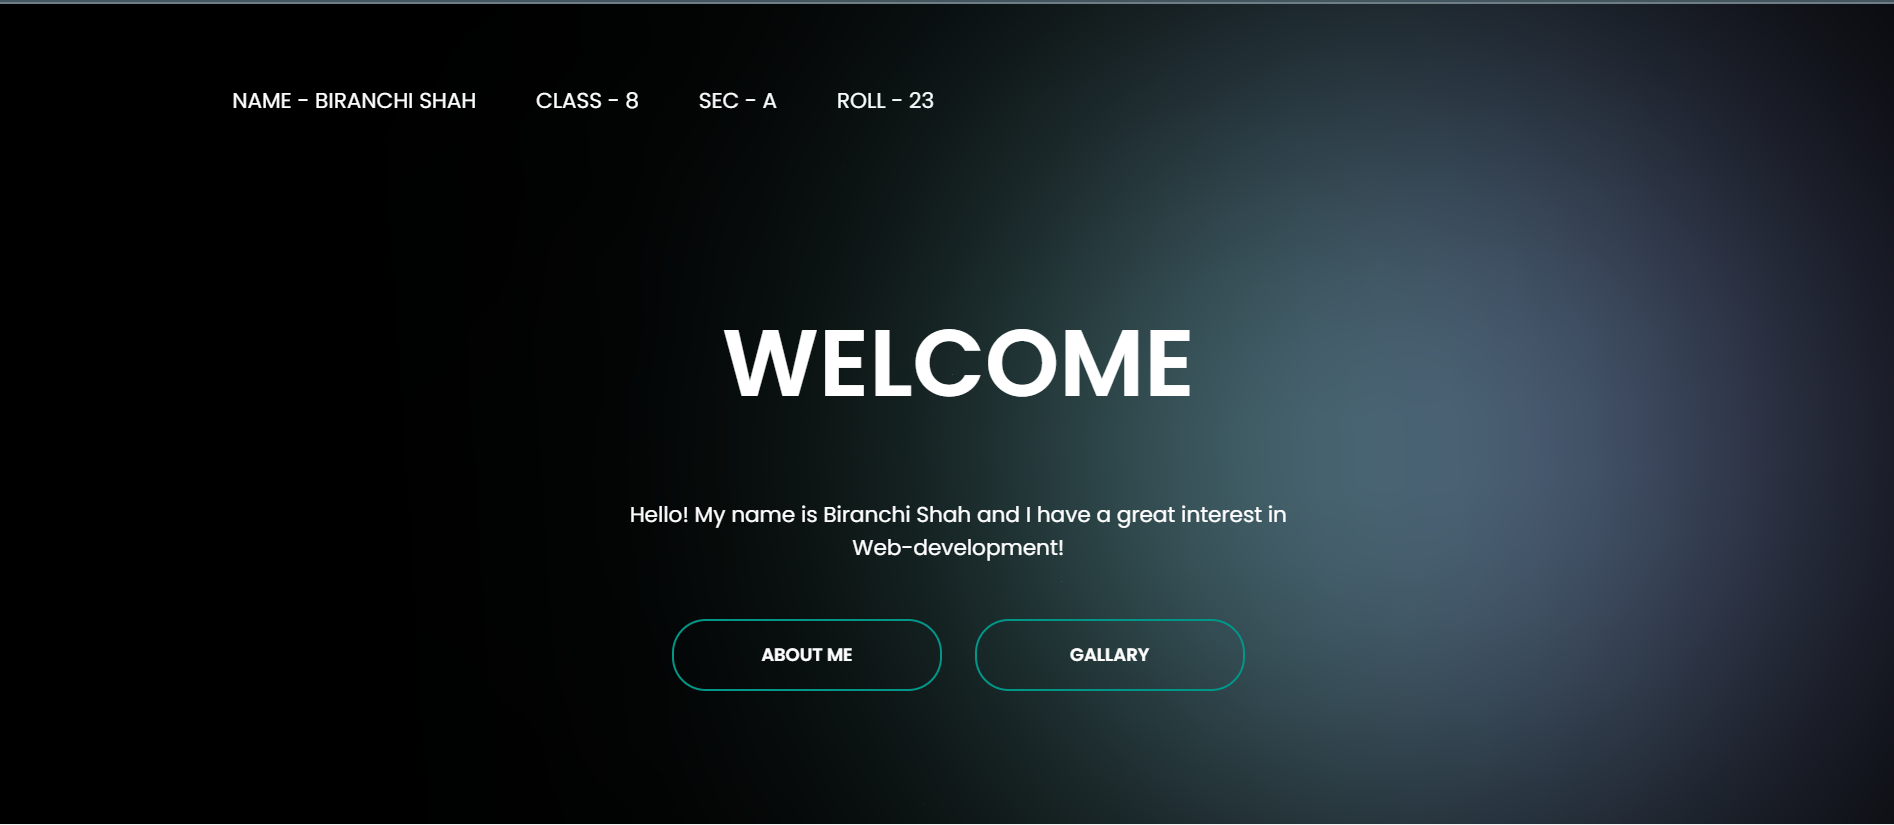 NAME - BIRANCHI SHAH CLASS - 8 SEC - A ROLL - 23
WELCOME
Hello! My name is Biranchi Shah and I have a great interest in
Web-development!
ABOUT ME GALLARY